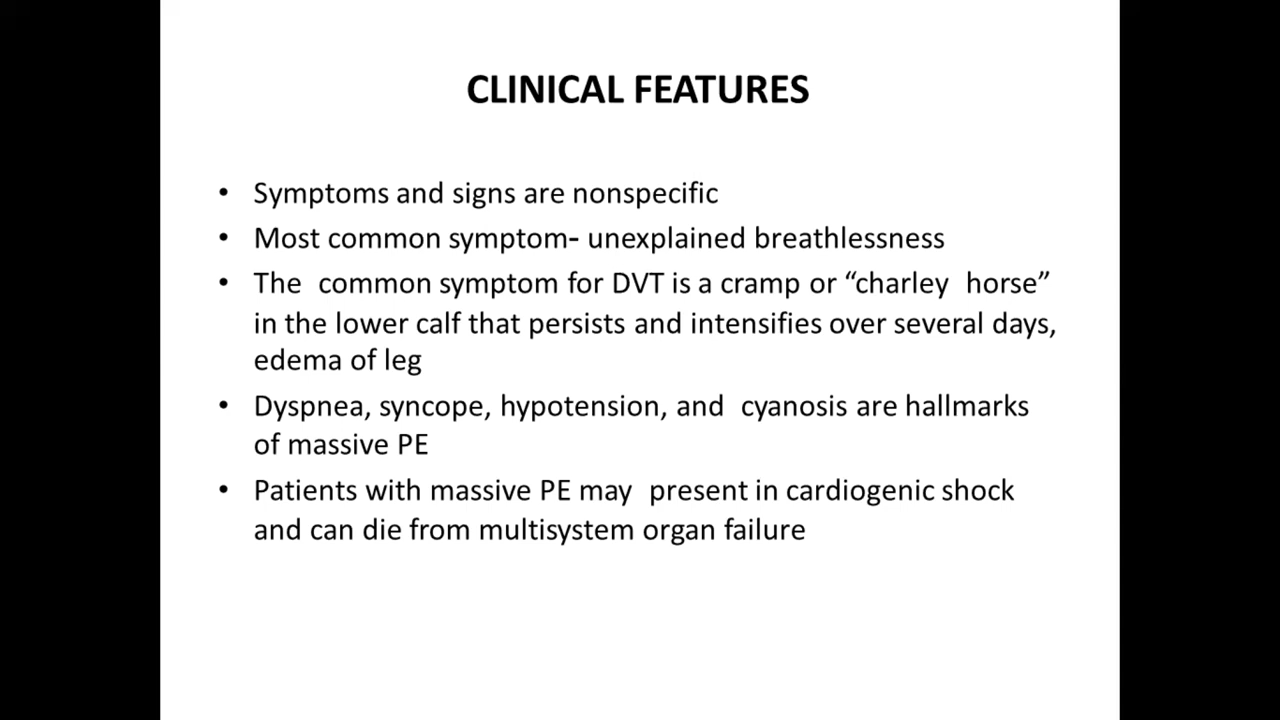 CLINICAL FEATURES
• Symptoms and signs are nonspecific
• Most common symptom- unexplained breathlessness
• The common symptom for DVT is a cramp or “charley horse”
in the lower calf that persists and intensifies over several days,
edema of leg
• Dyspnea, syncope, hypotension, and cyanosis are hallmarks
of massive PE
• Patients with massive PE may present in cardiogenic shock
and can die from multisystem organ failure